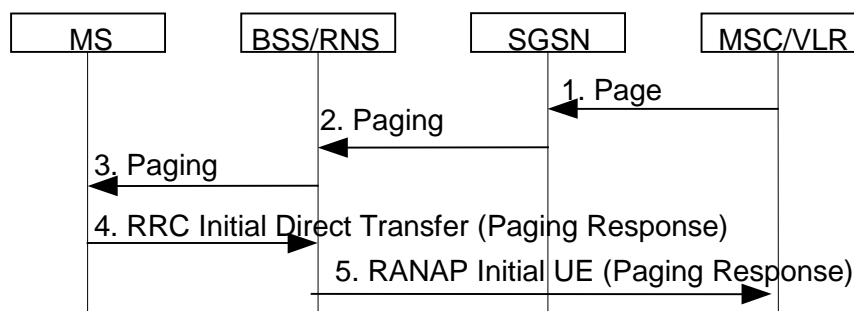 MS
BSS/RNS
SGSN
MSC/VLR
1. Page
2. Paging
3. Paging
4. RRC Initial Direct Transfer (Paging Response)
5. RANAP Initial UE (Paging Response)